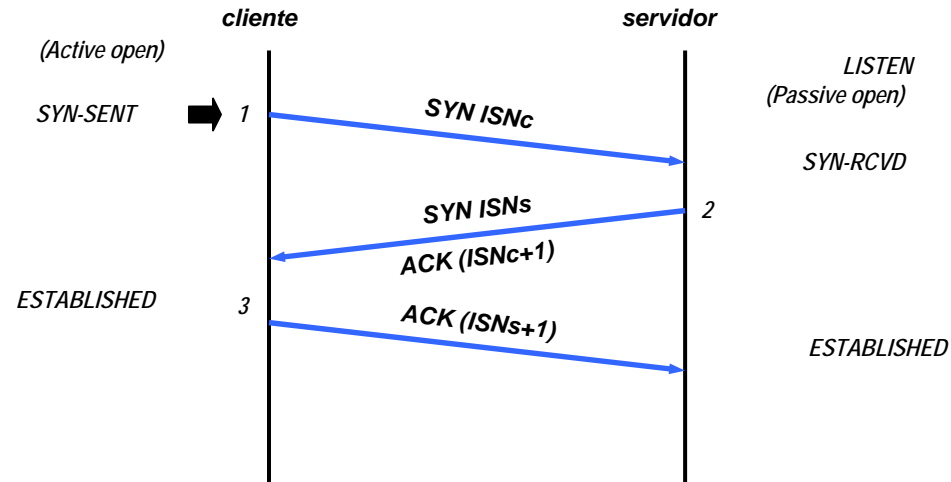 cliente
servidor
(Active open)
LISTEN
(Passive open)
SYN-SENT
1
SYN ISNc
SYN-RCVD
SYN ISNs
2
ACK (ISNc+1)
ESTABLISHED
3
ACK (ISNs+1)
ESTABLISHED